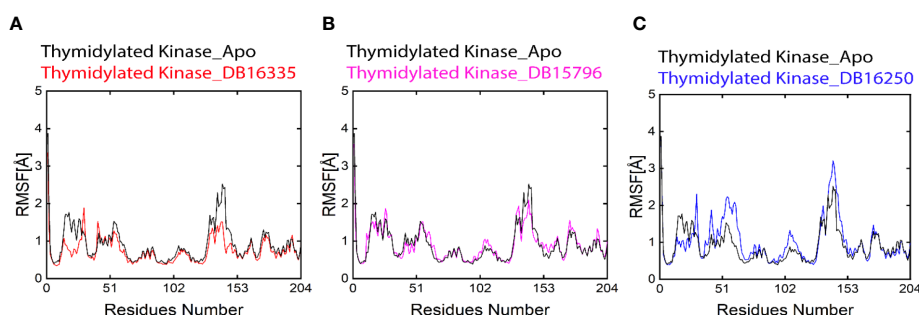 A
Thymidylated Kinase_Apo
Thymidylated Kinase_DB16335
RMSF[Å]
5
4
3
2
1
0
0 51 102 153 204
Residues Number
B
Thymidylated Kinase_Apo
Thymidylated Kinase_DB15796
RMSF[Å]
5
4
3
2
1
0
0 51 102 153 204
Residues Number
C
Thymidylated Kinase_Apo
Thymidylated Kinase_DB16250
RMSF[Å]
5
4
3
2
1
0
0 51 102 153 204
Residues Number